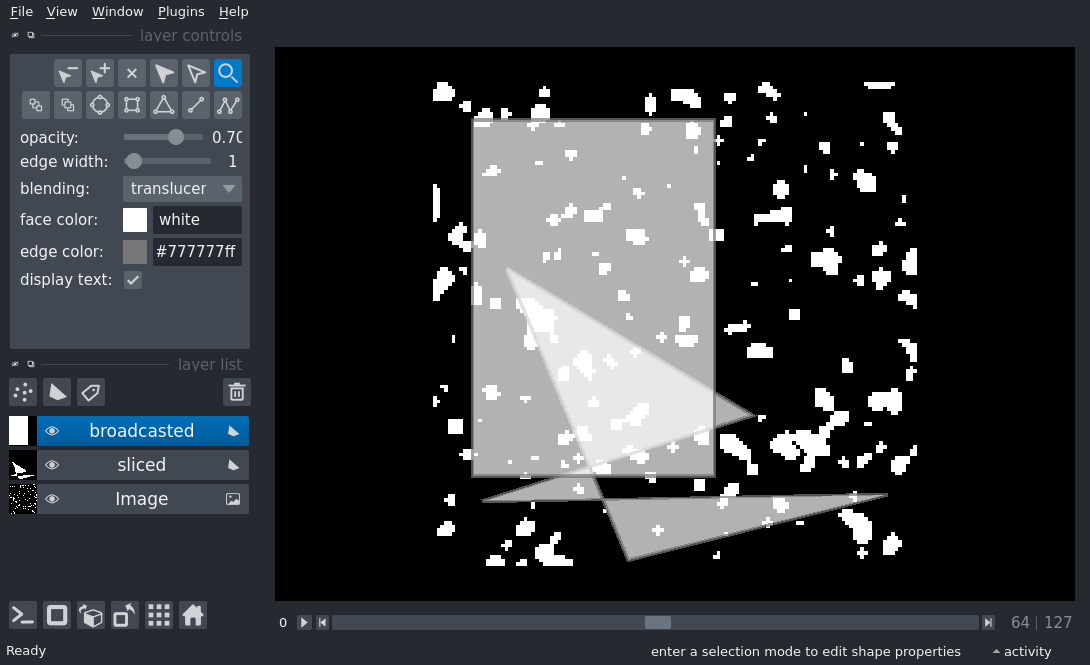 File View Window Plugins Help
layer controls
opacity: 0.70
edge width: 1
blending: translucer
face color: white
edge color: #777777ff
display text:
layer list
broadcasted
sliced
Image
0 64 | 127
Ready enter a selection mode to edit shape properties activity